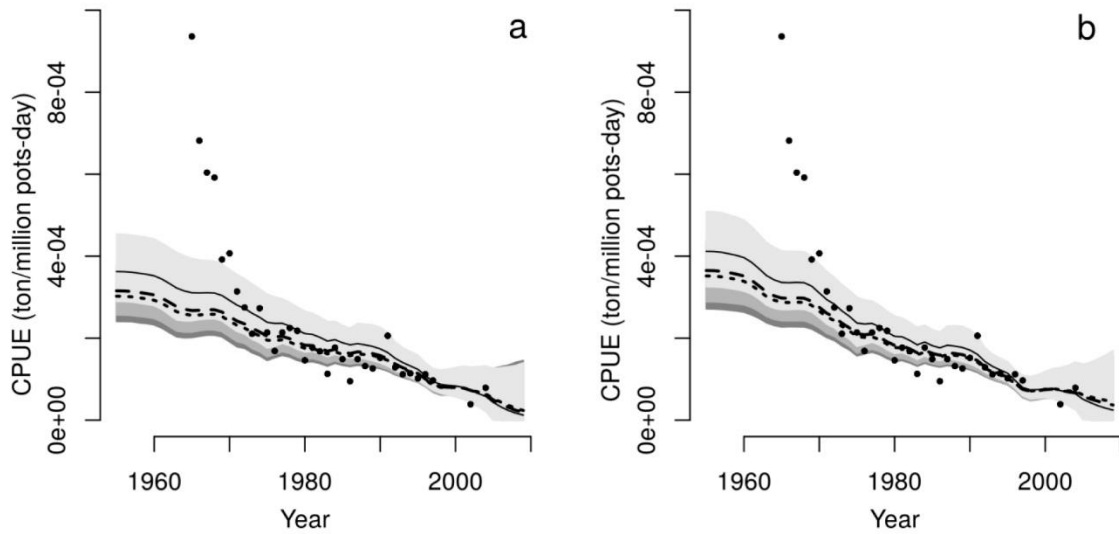 a
CPUE (ton/million pots-day)
0e+00 4e-04 8e-04
1960 1980 2000
Year
b
CPUE (ton/million pots-day)
0e+00 4e-04 8e-04
1960 1980 2000
Year